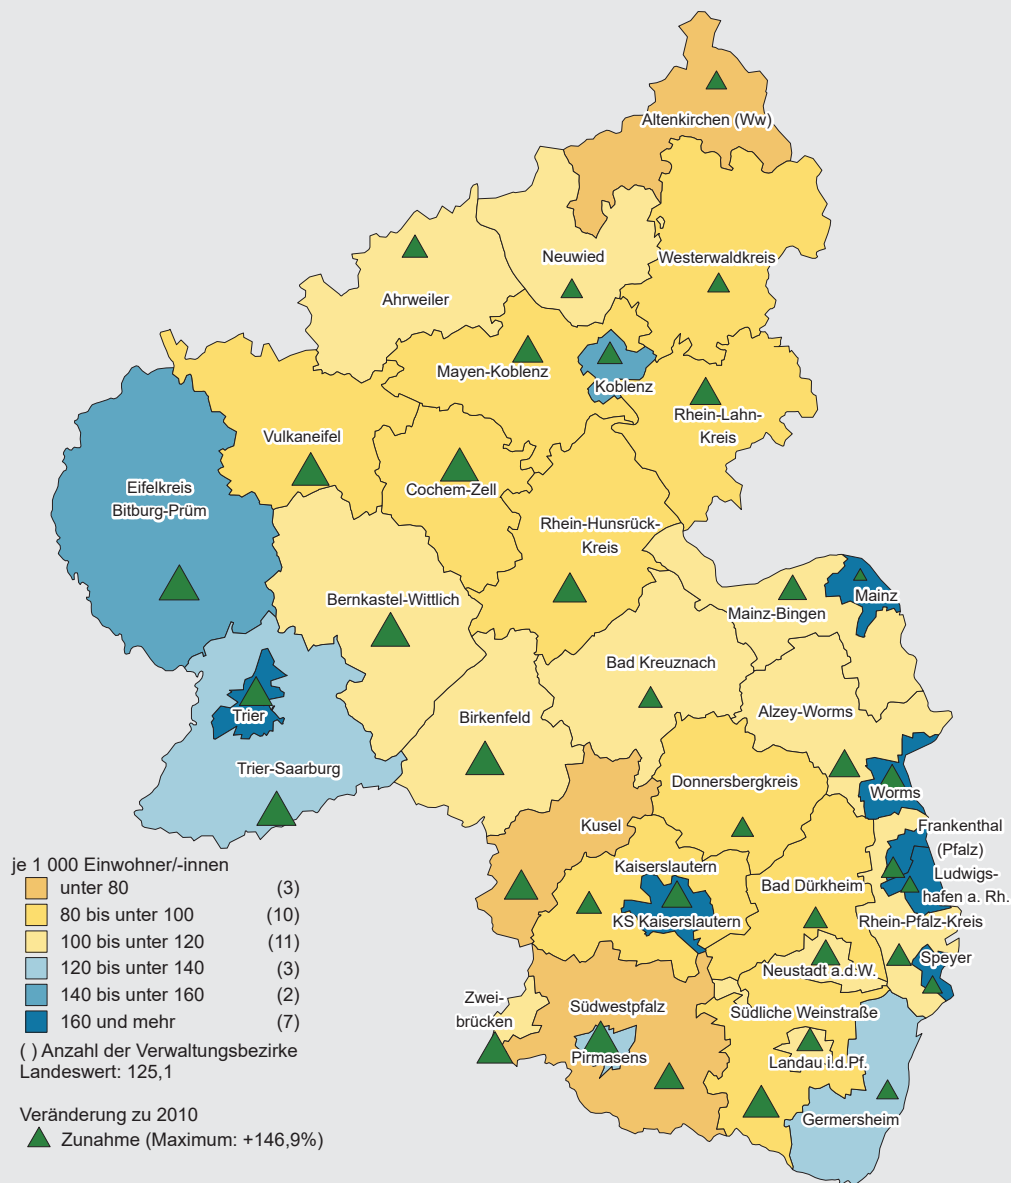 Altenkirchen (Ww)
Neuwied
Westerwaldkreis
Ahrweiler
Mayen-Koblenz
Koblenz
Rhein-Lahn-
Kreis
Vulkaneifel
Cochem-Zell
Eifelkreis
Bitburg-Prüm
Rhein-Hunsrück-
Kreis
Bernkastel-Wittlich
Mainz-Bingen
Mainz
Bad Kreuznach
Trier
Birkenfeld
Alzey-Worms
Trier-Saarburg
Donnersbergkreis
Worms
Kusel
Frankenthal
(Pfalz)
Kaiserslautern
Bad Dürkheim
Ludwigs-
hafen a. Rh.
KS Kaiserslautern
Rhein-Pfalz-Kreis
Neustadt a.d.W.
Speyer
Zwei-
brücken
Südwestpfalz
Südliche Weinstraße
Pirmasens
Landau i.d.Pf.
Germersheim
je 1 000 Einwohner/-innen
unter 80 (3)
80 bis unter 100 (10)
100 bis unter 120 (11)
120 bis unter 140 (3)
140 bis unter 160 (2)
160 und mehr (7)
( ) Anzahl der Verwaltungsbezirke
Landeswert: 125,1
Veränderung zu 2010
Zunahme (Maximum: +146,9%)